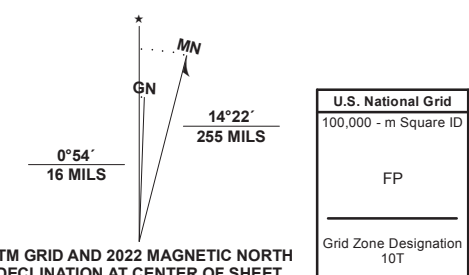 ★
MN
GN
14°22´
255 MILS
0°54´
16 MILS
TM GRID AND 2022 MAGNETIC NORTH
DECLINATION AT CENTER OF SHEET
U.S. National Grid
100,000 - m Square ID
FP
Grid Zone Designation
10T